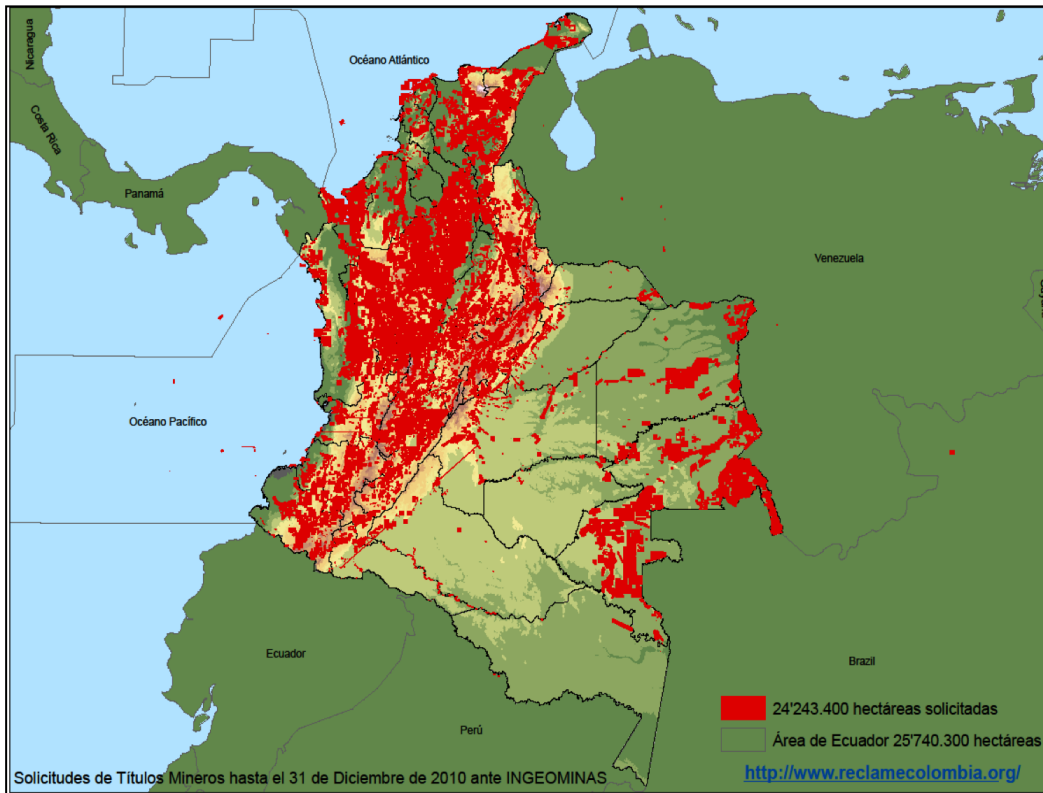 Nicaragua
Océano Atlántico
Costa Rica
Panamá
Venezuela
Océano Pacífico
Ecuador
Brazil
Perú
24'243.400 hectáreas solicitadas
Área de Ecuador 25'740.300 hectáreas
Solicitudes de Títulos Mineros hasta el 31 de Diciembre de 2010 ante INGEOMINAS
http://www.reclamecolombia.org/